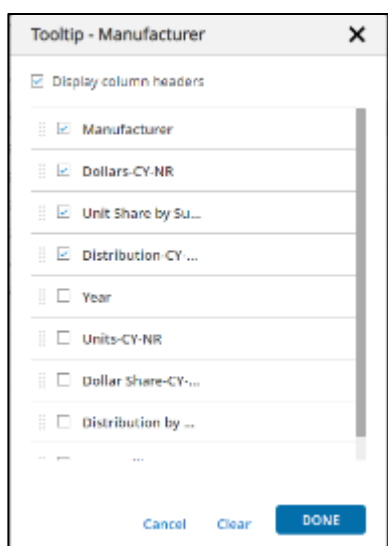 Tooltip - Manufacturer
Display column headers
Manufacturer
Dollars-CY-NR
Unit Share by Su...
Distribution-CY-...
Year
Units-CY-NR
Dollar Share-CY-...
Distribution by ...
Cancel Clear DONE